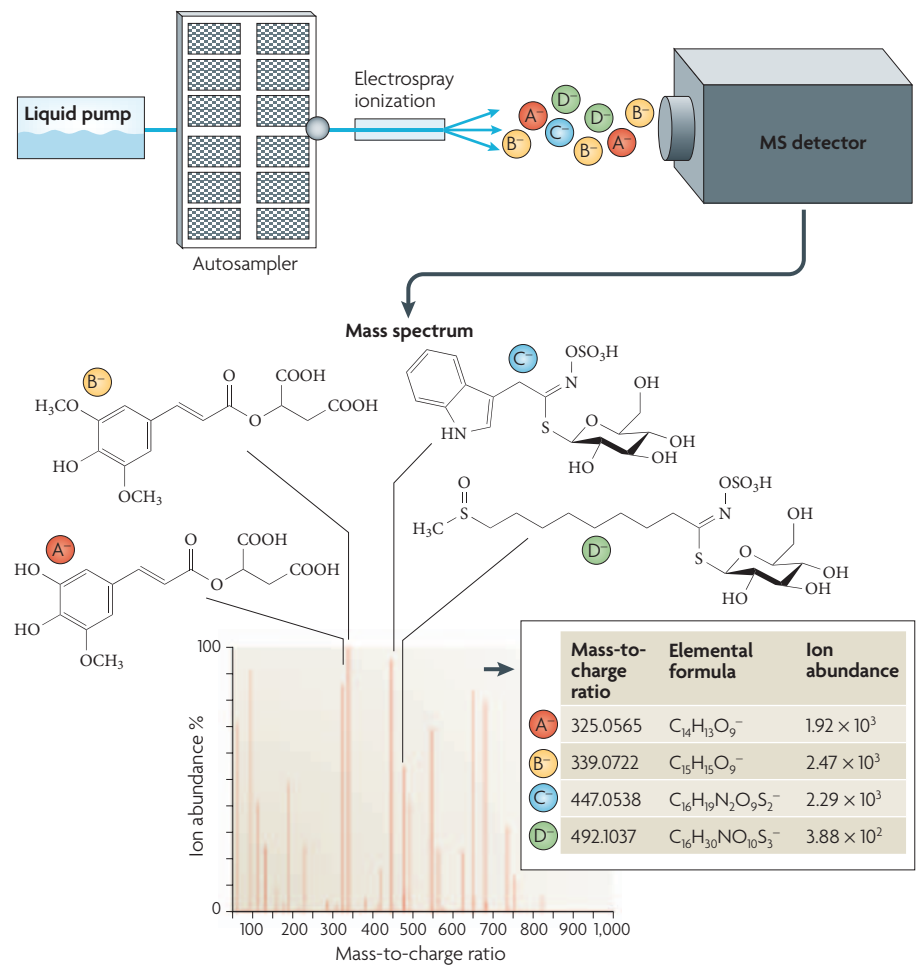 Liquid pump
Electrospray
ionization
A⁻
D⁻
C⁻
D⁻
B⁻
B⁻
B⁻
A⁻
MS detector
Autosampler
Mass spectrum
B⁻
H₃CO
HO
OCH₃
O
O
COOH
COOH
C⁻
HN
OSO₃H
N
S
O
OH
OH
OH
HO
A⁻
HO
HO
OCH₃
O
O
COOH
COOH
O
S
H₃C
D⁻
OSO₃H
N
S
O
OH
OH
OH
HO
Ion abundance %
100
0
100 200 300 400 500 600 700 800 900 1,000
Mass-to-charge ratio
Mass-to-
charge
ratio
Elemental
formula
Ion
abundance
A⁻ 325.0565 C₁₄H₁₃O₉⁻ 1.92 × 10³
B⁻ 339.0722 C₁₅H₁₅O₉⁻ 2.47 × 10³
C⁻ 447.0538 C₁₆H₁₉N₂O₉S₂⁻ 2.29 × 10³
D⁻ 492.1037 C₁₆H₃₀NO₁₀S₃⁻ 3.88 × 10²